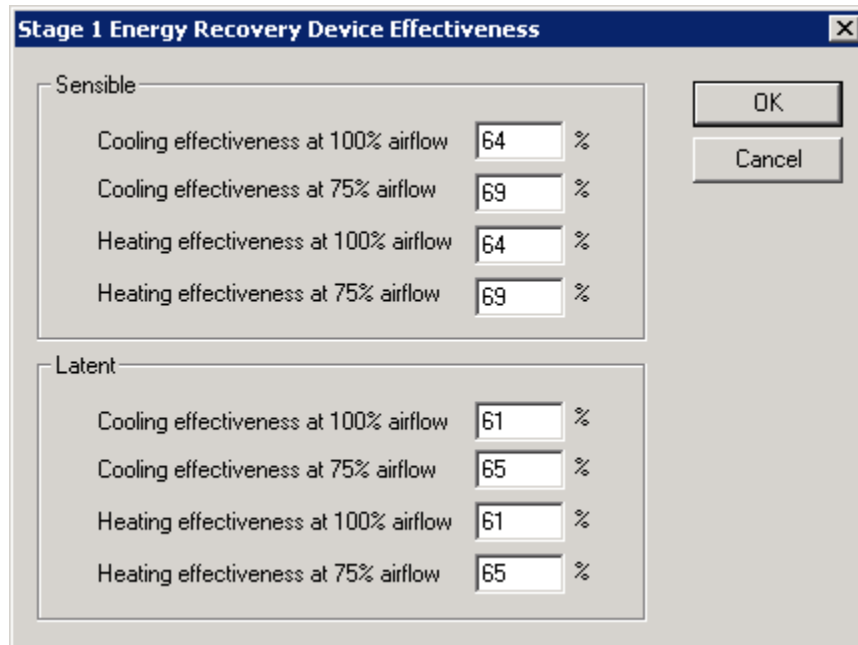 Stage 1 Energy Recovery Device Effectiveness
Sensible
Cooling effectiveness at 100% airflow 64 %
Cooling effectiveness at 75% airflow 69 %
Heating effectiveness at 100% airflow 64 %
Heating effectiveness at 75% airflow 69 %
OK
Cancel
Latent
Cooling effectiveness at 100% airflow 61 %
Cooling effectiveness at 75% airflow 65 %
Heating effectiveness at 100% airflow 61 %
Heating effectiveness at 75% airflow 65 %